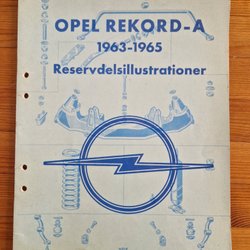 OPEL REKORD-A
1963-1965
Reservdelsillustrationer